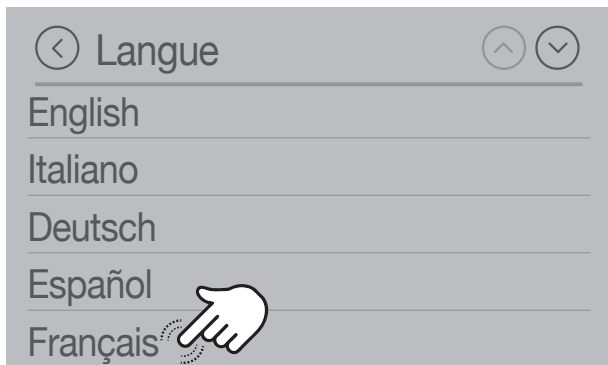 Langue
English
Italiano
Deutsch
Español
Français